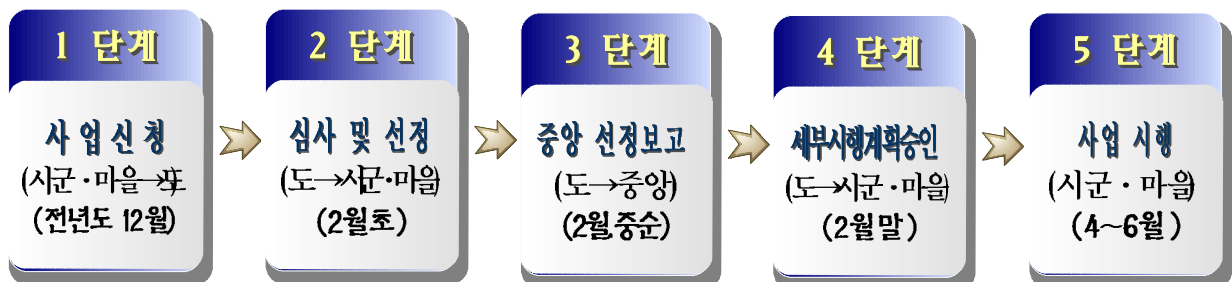 1 단계
사 업 신 청
(시군·마을→도)
(전년도 12월)
2 단계
심사 및 선정
(도→시군·마을)
(2월초)
3 단계
중앙 선정보고
(도→중앙)
(2월.중순)
4 단계
세부시행계획승인
(도→시군·마을)
(2월말)
5 단계
사업 시행
(시군·마을)
(4~6월)